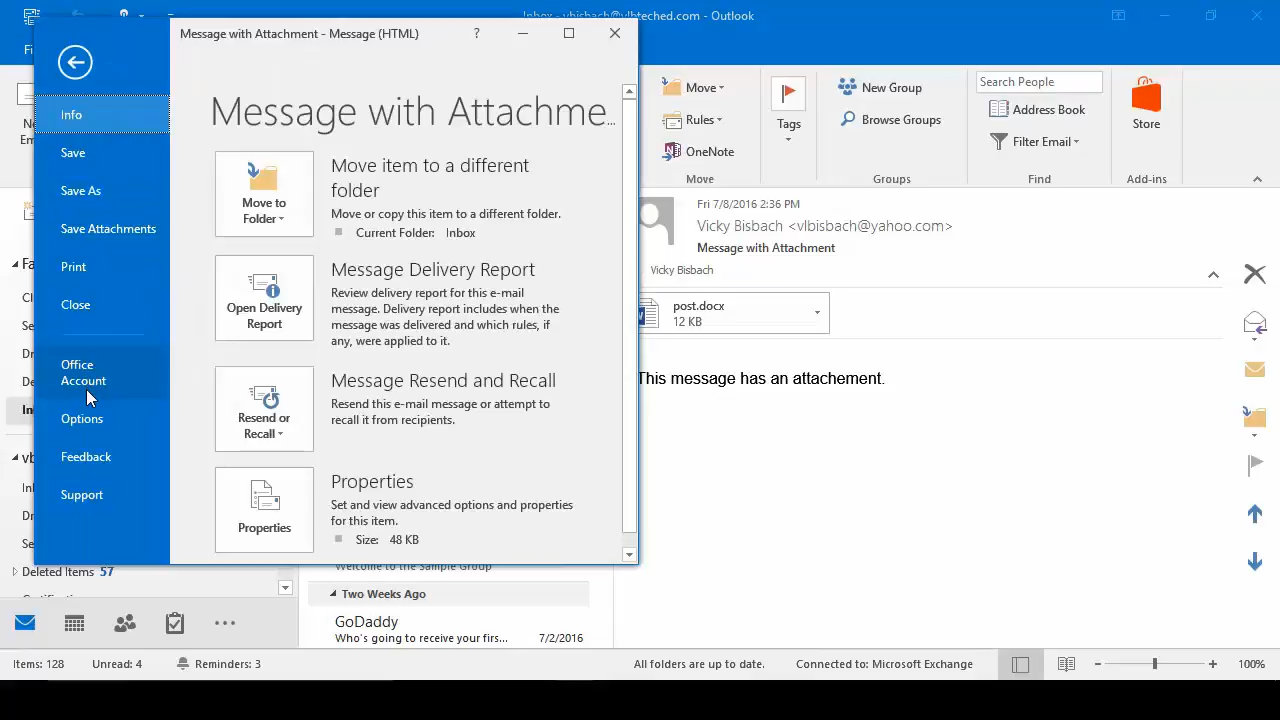 Inbox - vbisbach@vlbteched.com - Outlook
Message with Attachment - Message (HTML)
?
Info
Save
Save As
Save Attachments
Print
Close
Office
Account
Options
Feedback
Support
Message with Attachme...
Move to
Folder
Move item to a different
folder
Move or copy this item to a different folder.
Current Folder: Inbox
Open Delivery
Report
Message Delivery Report
Review delivery report for this e-mail
message. Delivery report includes when the
message was delivered and which rules, if
any, were applied to it.
Resend or
Recall
Message Resend and Recall
Resend this e-mail message or attempt to
recall it from recipients.
Properties
Properties
Set and view advanced options and properties
for this item.
Size: 48 KB
Move
Rules
OneNote
Move
Tags
New Group
Browse Groups
Groups
Search People
Address Book
Filter Email
Find
Store
Add-ins
Fri 7/8/2016 2:36 PM
Vicky Bisbach <vlbisbach@yahoo.com>
Message with Attachment
Vicky Bisbach
post.docx
12 KB
This message has an attachement.
Deleted Items 57
Welcome to the Sample Group
Two Weeks Ago
GoDaddy
Who's going to receive your firs... 7/2/2016
Items: 128 Unread: 4 Reminders: 3 All folders are up to date. Connected to: Microsoft Exchange 100%